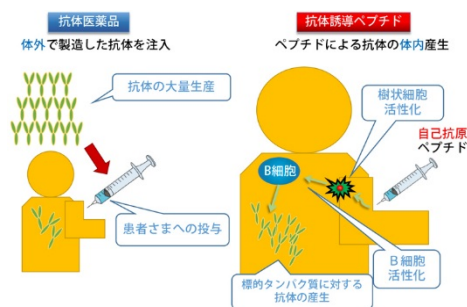 抗体医薬品
体外で製造した抗体を注入
抗体の大量生産
患者さまへの投与
抗体誘導ペプチド
ペプチドによる抗体の体内産生
樹状細胞
活性化
自己抗原
ペプチド
B細胞
B細胞
活性化
標的タンパク質に対する
抗体の産生